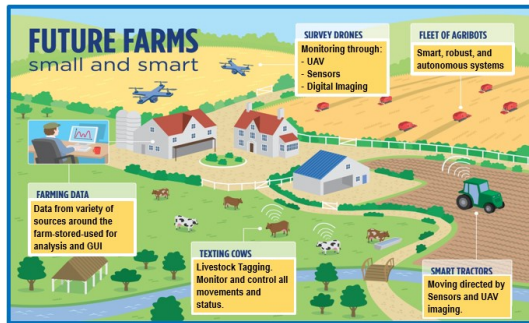 FUTURE FARMS
small and smart
SURVEY DRONES
Monitoring through:
- UAV
- Sensors
- Digital Imaging
FLEET OF AGRIBOTS
Smart, robust, and
autonomous systems
FARMING DATA
Data from variety of
sources around the
farm-stored-used for
analysis and GUI
TEXTING COWS
Livestock Tagging.
Monitor and control all
movements and
status.
SMART TRACTORS
Moving directed by
Sensors and UAV
imaging.